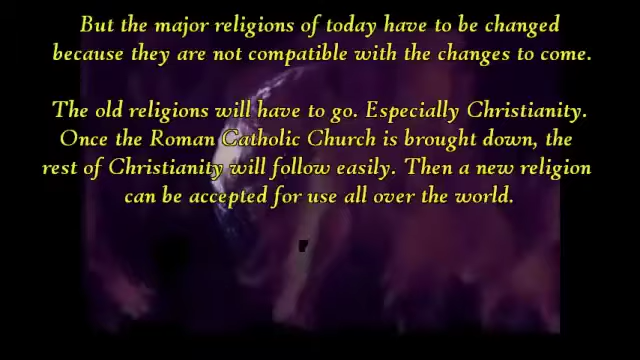 But the major religions of today have to be changed
because they are not compatible with the changes to come.
The old religions will have to go. Especially Christianity.
Once the Roman Catholic Church is brought down, the
rest of Christianity will follow easily. Then a new religion
can be accepted for use all over the world.